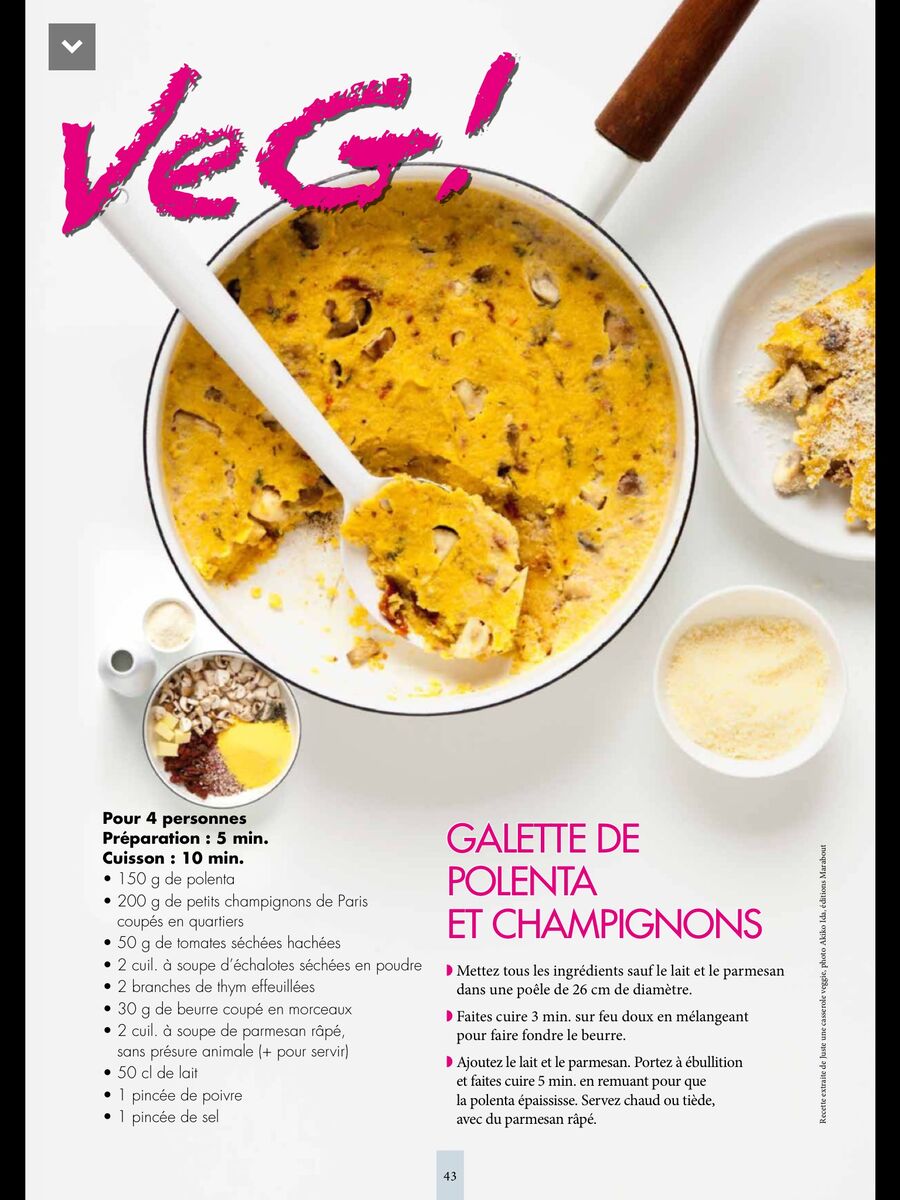 VeG!
Pour 4 personnes
Préparation : 5 min.
Cuisson : 10 min.
• 150 g de polenta
• 200 g de petits champignons de Paris
coupés en quartiers
• 50 g de tomates séchées hachées
• 2 cuil. à soupe d’échalotes séchées en poudre
• 2 branches de thym effeuillées
• 30 g de beurre coupé en morceaux
• 2 cuil. à soupe de parmesan râpé,
sans présure animale (+ pour servir)
• 50 cl de lait
• 1 pincée de poivre
• 1 pincée de sel
GALETTE DE
POLENTA
ET CHAMPIGNONS
Mettez tous les ingrédients sauf le lait et le parmesan
dans une poêle de 26 cm de diamètre.
Faites cuire 3 min. sur feu doux en mélangeant
pour faire fondre le beurre.
Ajoutez le lait et le parmesan. Portez à ébullition
et faites cuire 5 min. en remuant pour que
la polenta épaississe. Servez chaud ou tiède,
avec du parmesan râpé.
Recette extraite de Juste une casserole veggie, photo Akiko Ida, éditions Marabout
43